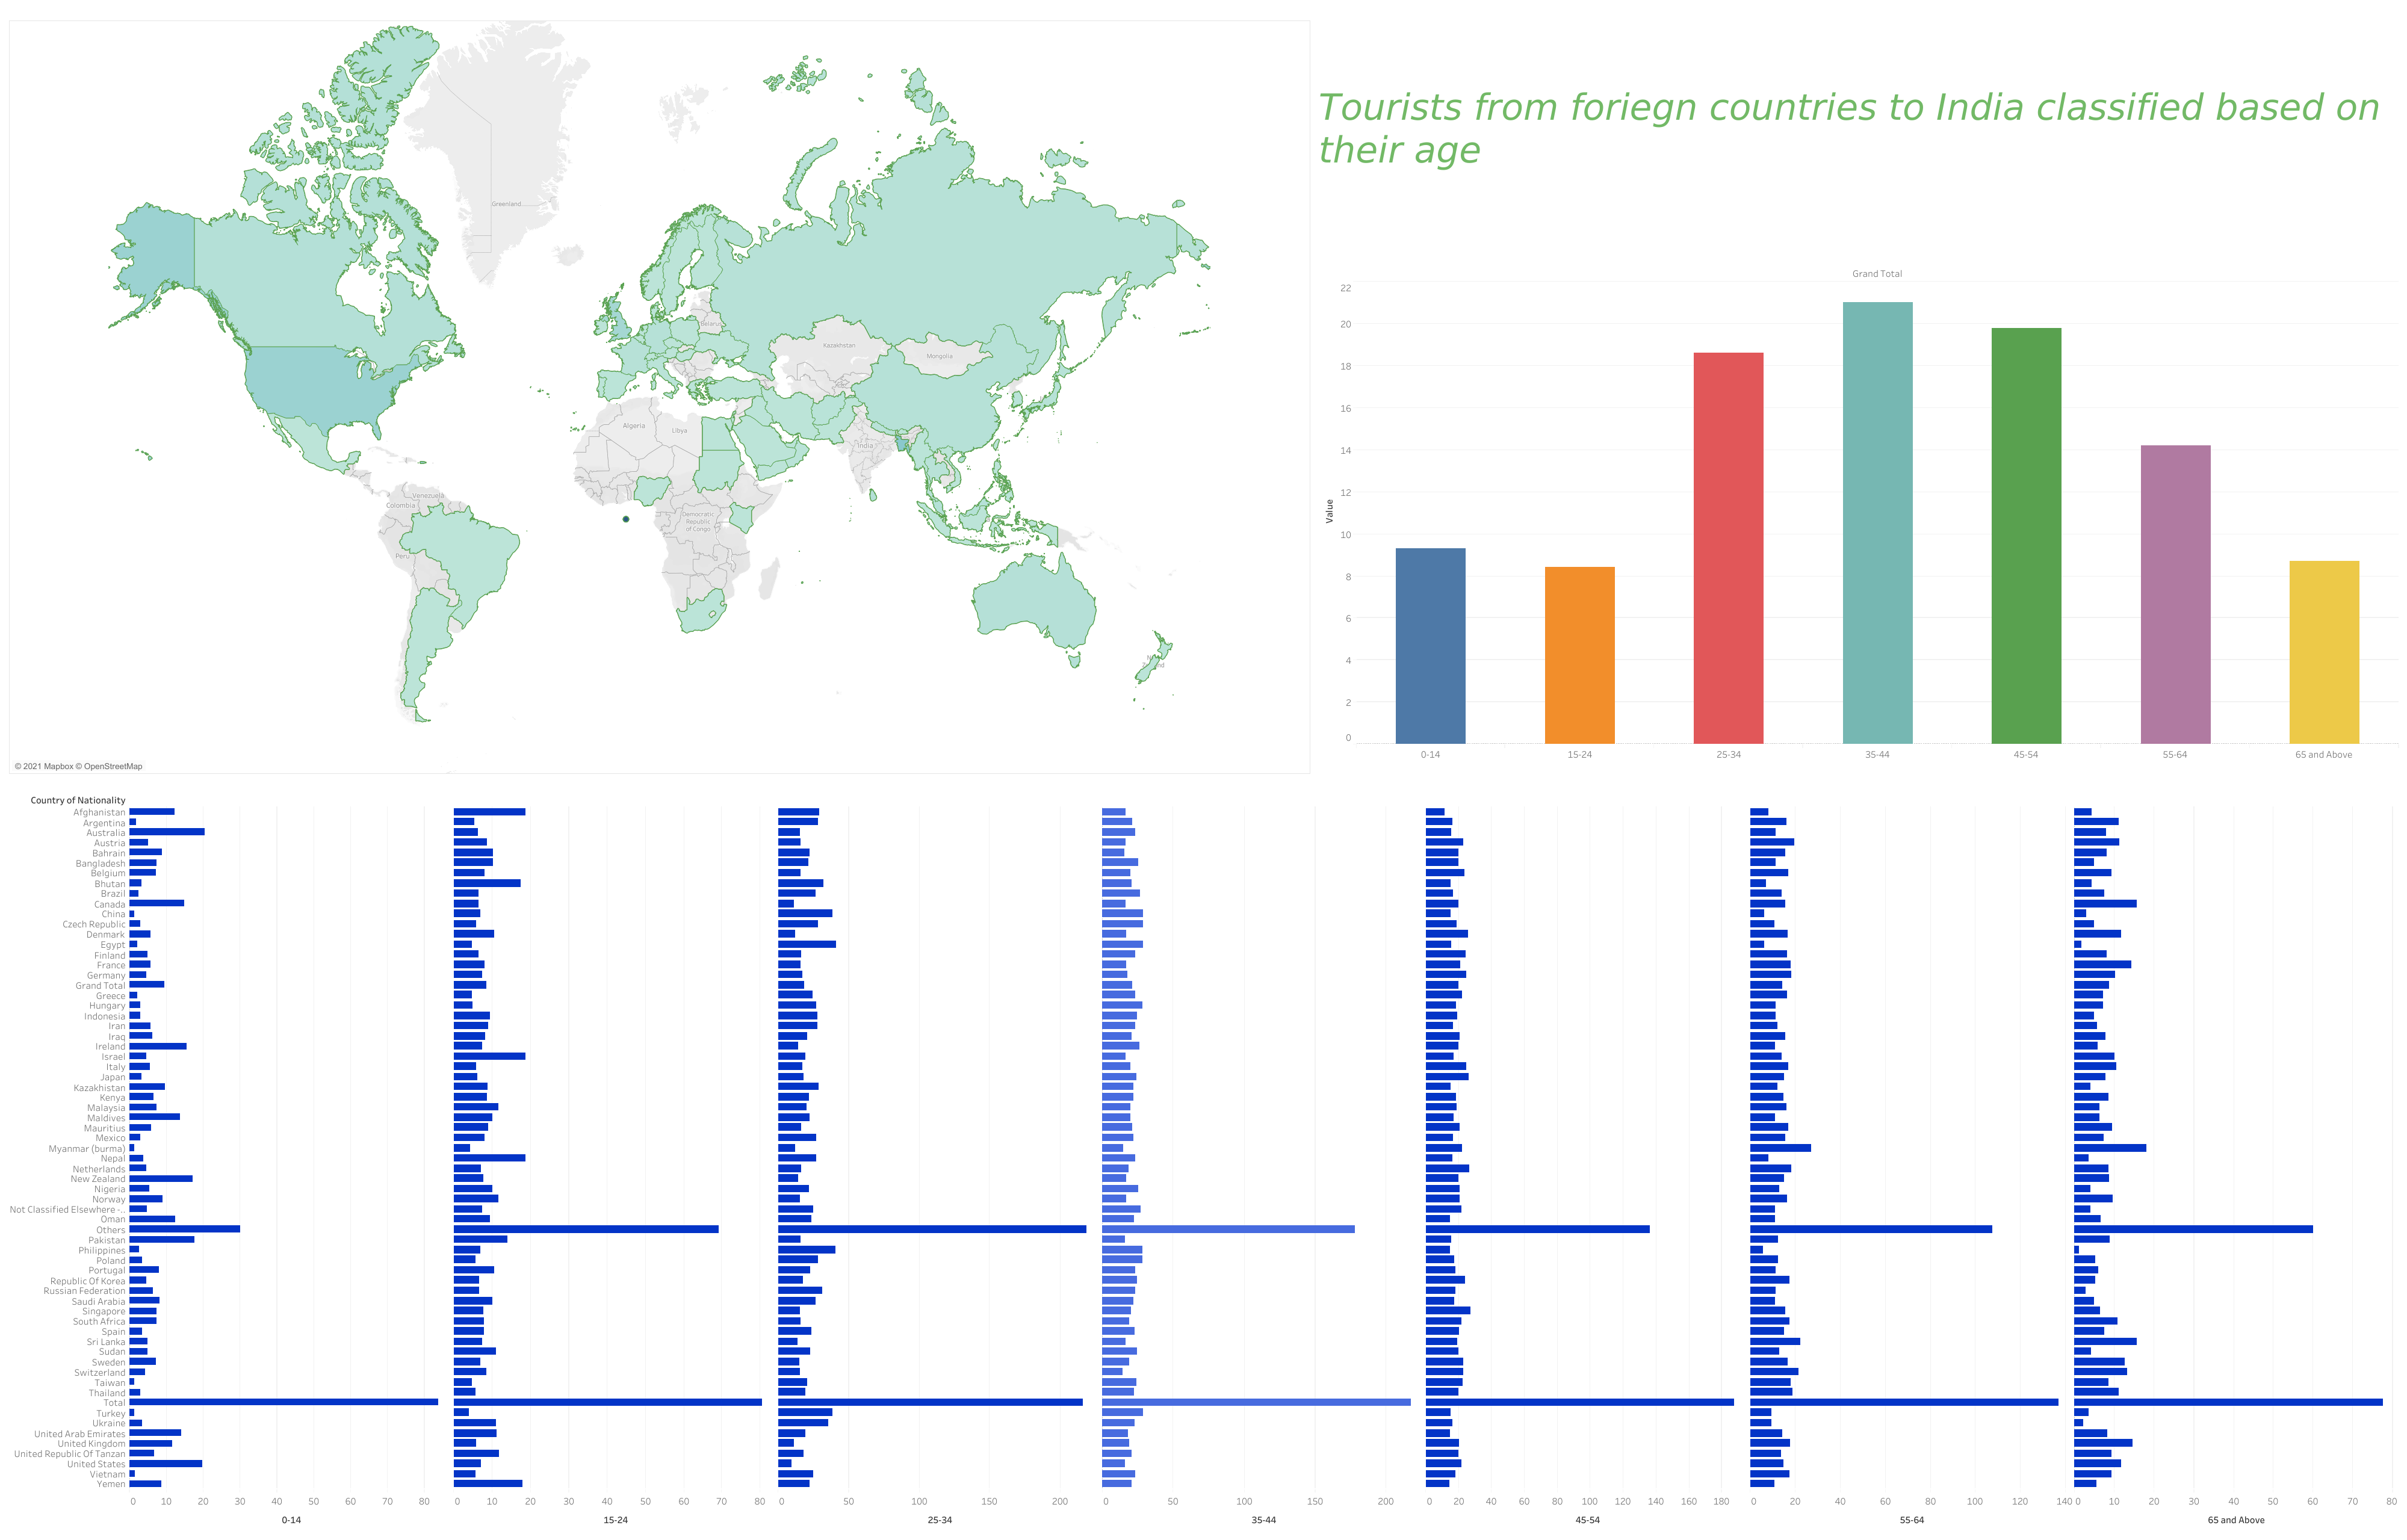 Tourists from foriegn countries to India classified based on
their age
Greenland
Belarus
Kazakhstan
Mongolia
Algeria
Libya
India
Venezuela
Colombia
Democratic
Republic
of Congo
Peru
© 2021 Mapbox © OpenStreetMap
Grand Total
22
20
18
16
14
12
10
8
6
4
2
0
Value
0-14 15-24 25-34 35-44 45-54 55-64 65 and Above
Country of Nationality
Afghanistan
Argentina
Australia
Austria
Bahrain
Bangladesh
Belgium
Bhutan
Brazil
Canada
China
Czech Republic
Denmark
Egypt
Finland
France
Germany
Grand Total
Greece
Hungary
Indonesia
Iran
Iraq
Ireland
Israel
Italy
Japan
Kazakhstan
Kenya
Malaysia
Maldives
Mauritius
Mexico
Myanmar (burma)
Nepal
Netherlands
New Zealand
Nigeria
Norway
Not Classified Elsewhere -..
Oman
Others
Pakistan
Philippines
Poland
Portugal
Republic Of Korea
Russian Federation
Saudi Arabia
Singapore
South Africa
Spain
Sri Lanka
Sudan
Sweden
Switzerland
Taiwan
Thailand
Total
Turkey
Ukraine
United Arab Emirates
United Kingdom
United Republic Of Tanzan
United States
Vietnam
Yemen
0 10 20 30 40 50 60 70 80 0 10 20 30 40 50 60 70 80 0 50 100 150 200 0 50 100 150 200 0 20 40 60 80 100 120 140 160 180 0 20 40 60 80 100 120 140 0 10 20 30 40 50 60 70 80
0-14 15-24 25-34 35-44 45-54 55-64 65 and Above